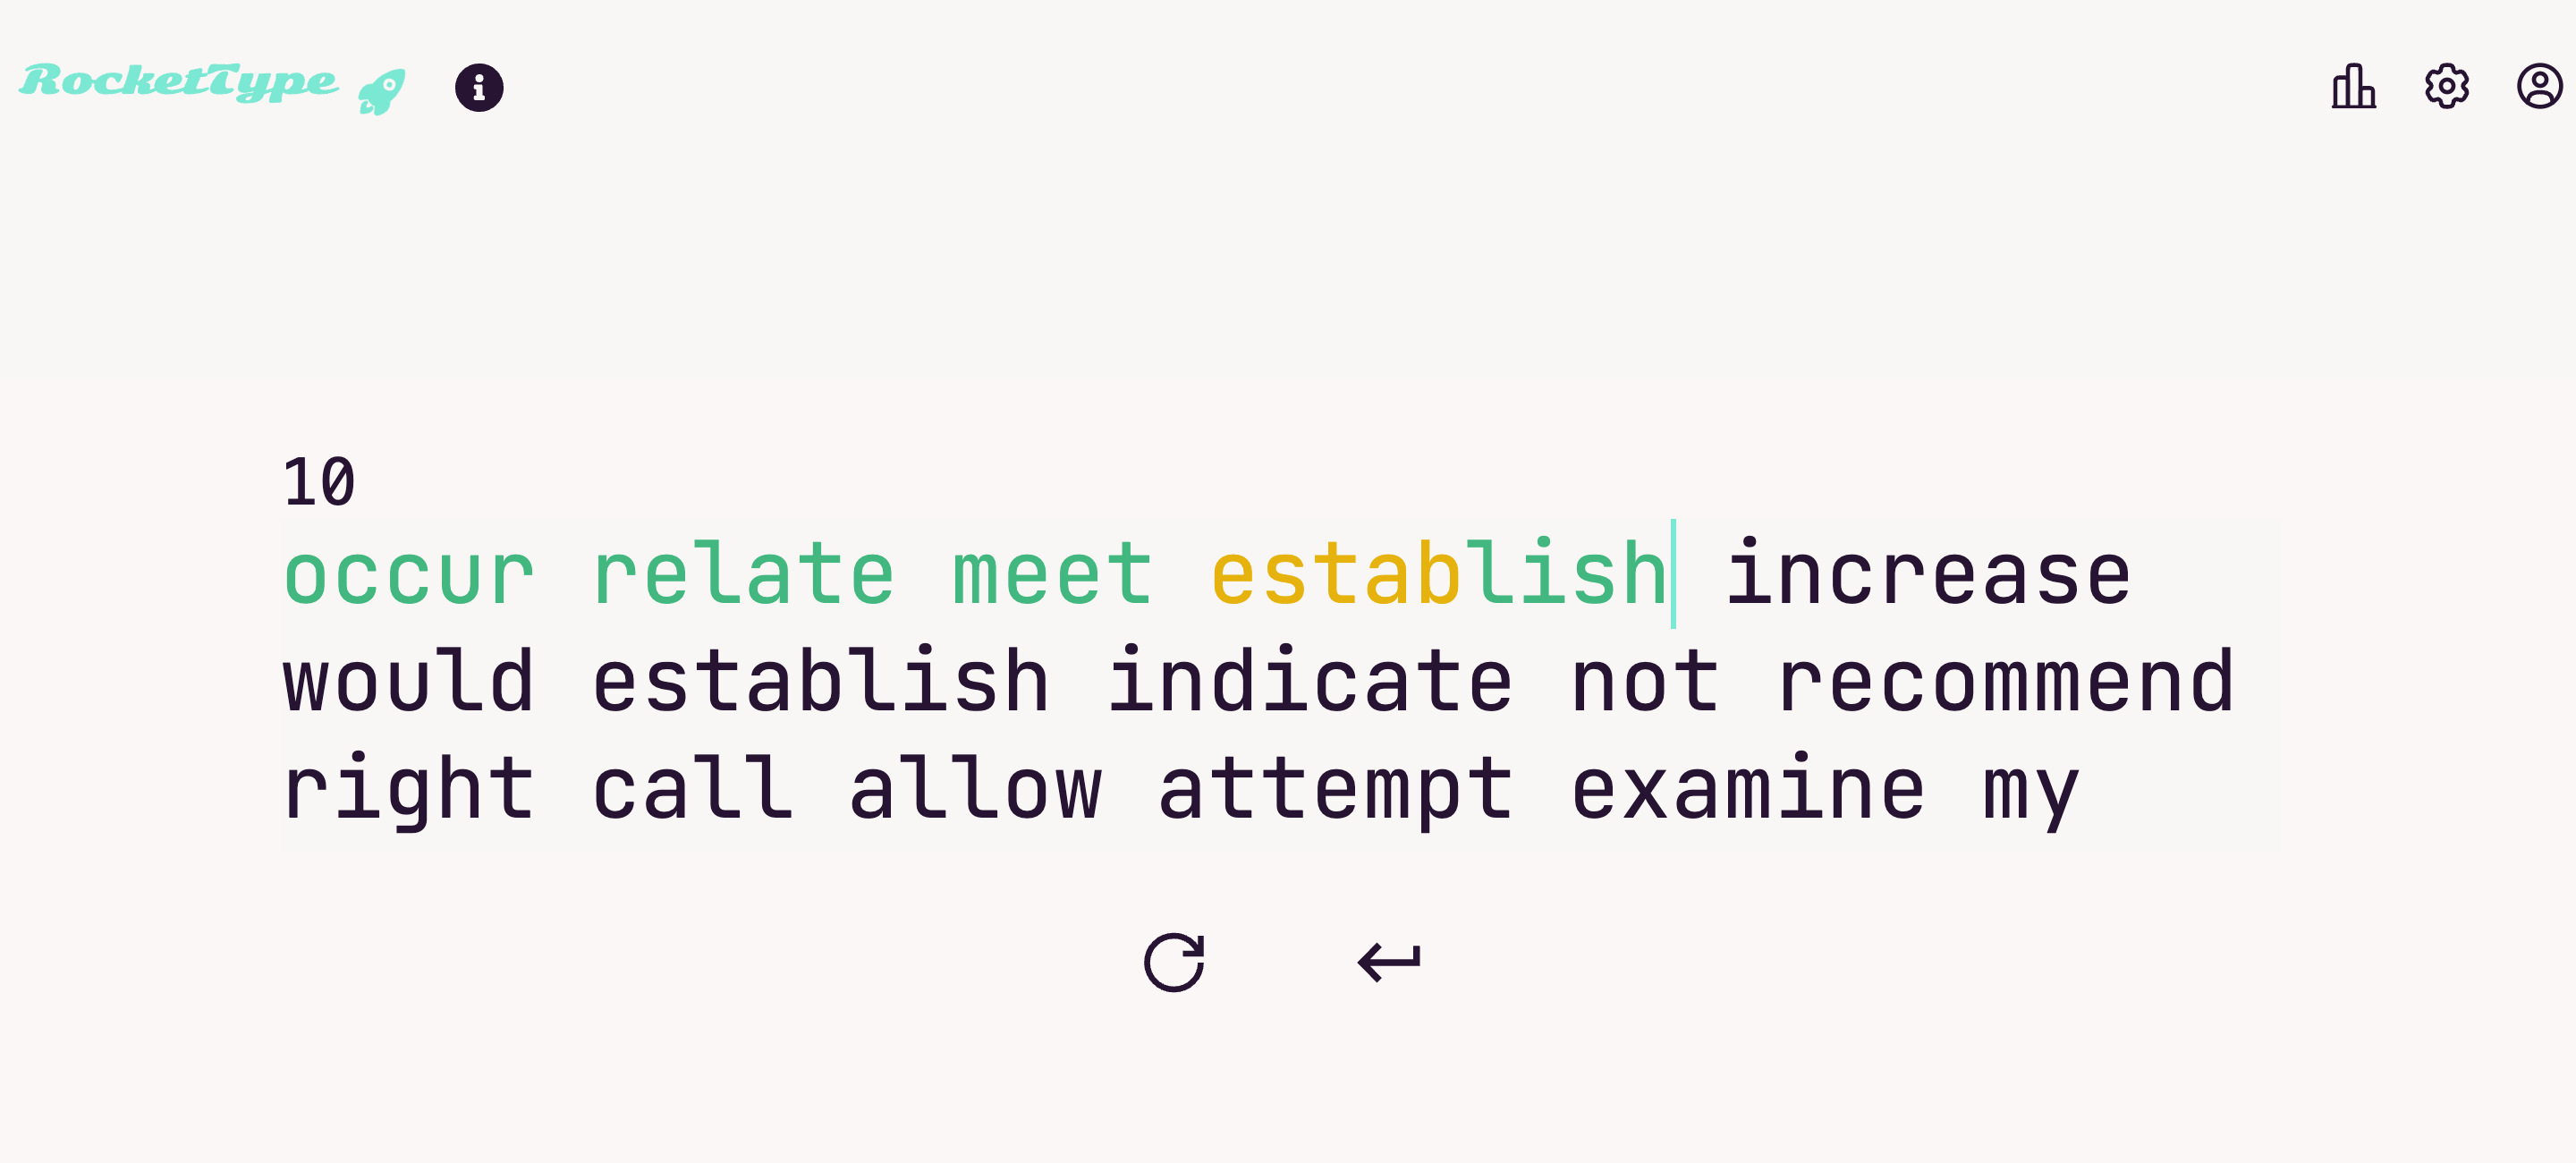 RocketType
10
occur relate meet establish increase
would establish indicate not recommend
right call allow attempt examine my